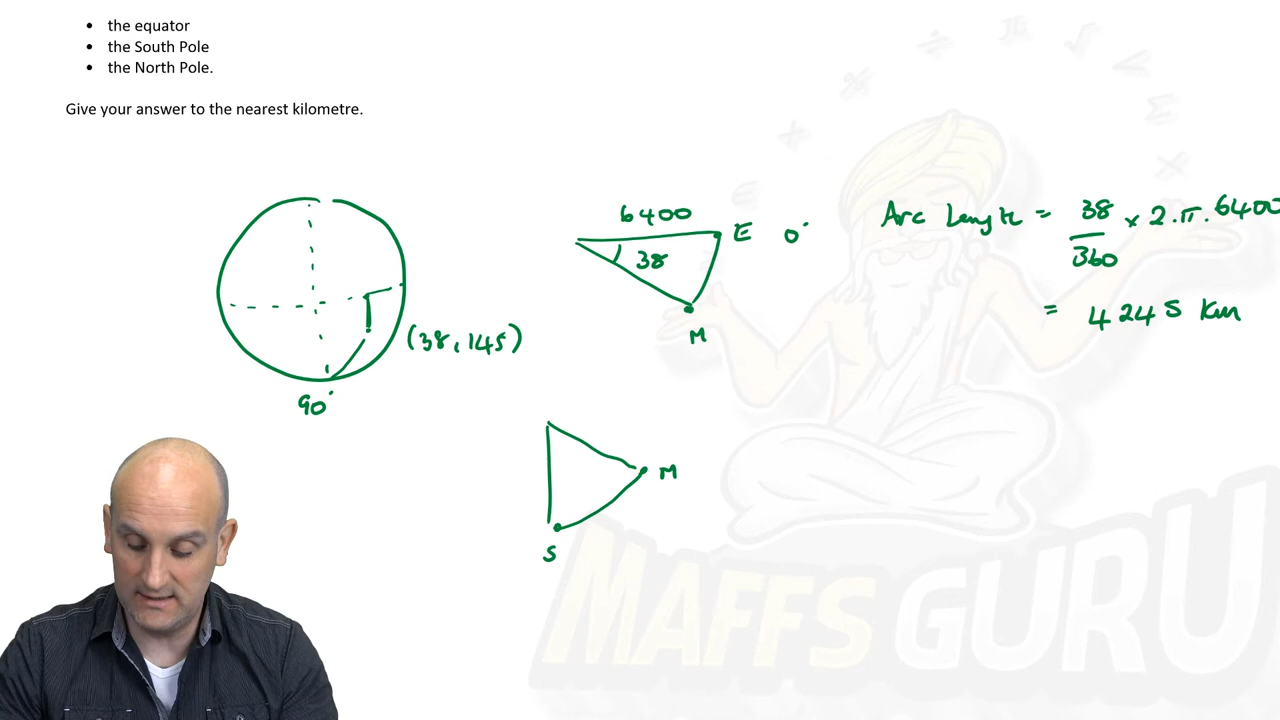 • the equator
• the South Pole
• the North Pole.
Give your answer to the nearest kilometre.
(38, 145)
90°
6400
38
E 0°
M
Arc Length = 38/360 × 2.π.6400
= 4245 km
M
S
MAFFS GURU